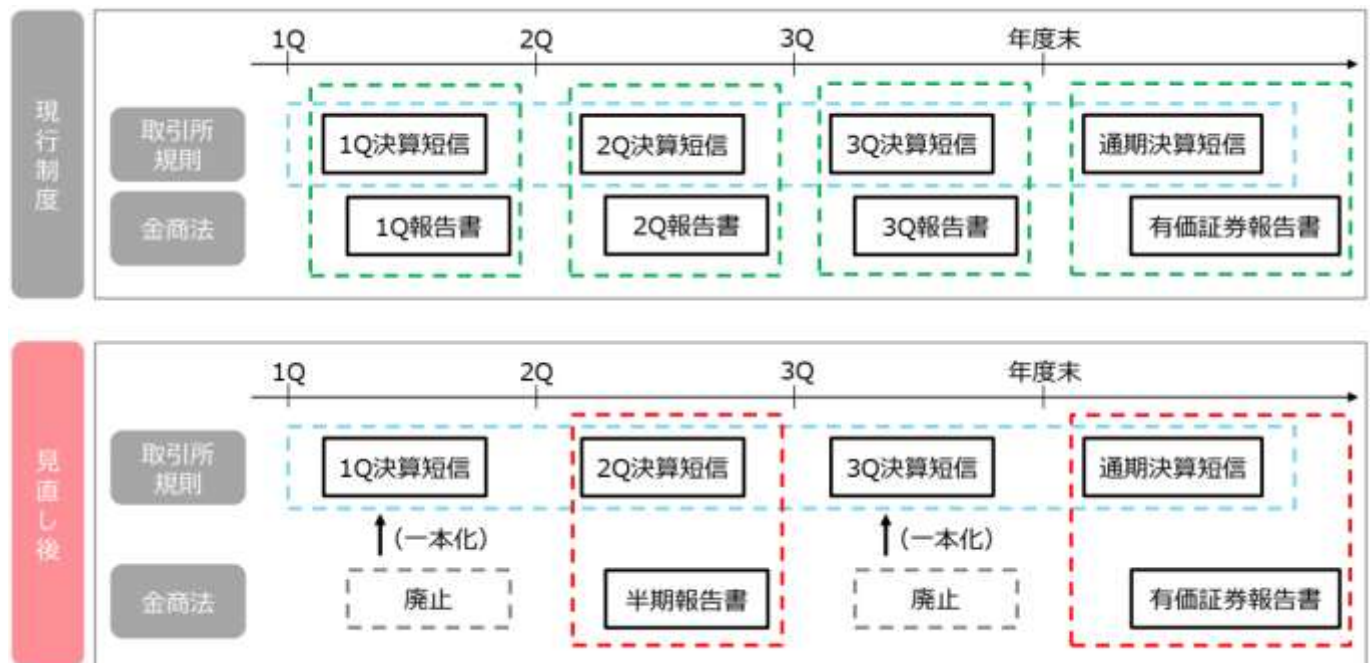 現行制度
1Q 2Q 3Q 年度末
取引所
規則
1Q決算短信 2Q決算短信 3Q決算短信 通期決算短信
金商法
1Q報告書 2Q報告書 3Q報告書 有価証券報告書
見直し後
1Q 2Q 3Q 年度末
取引所
規則
1Q決算短信 2Q決算短信 3Q決算短信 通期決算短信
(一本化) (一本化)
金商法
廃止 半期報告書 廃止 有価証券報告書